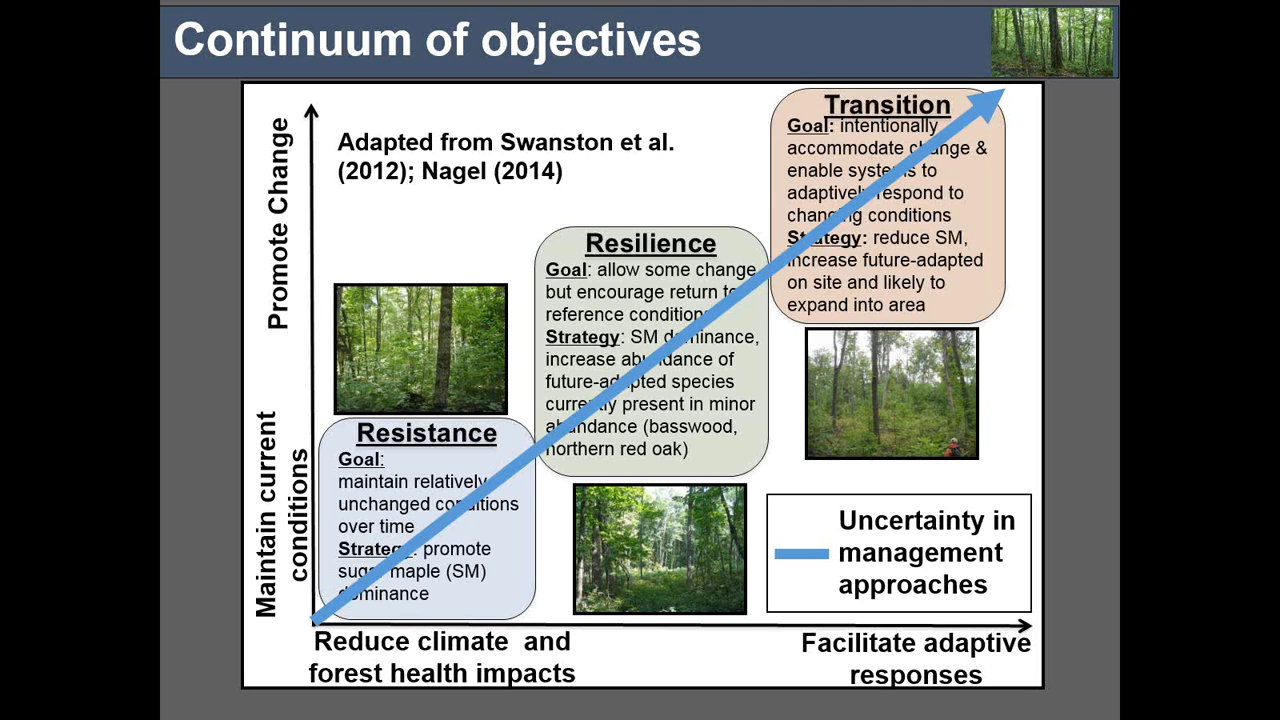 Continuum of objectives
Adapted from Swanston et al.
(2012); Nagel (2014)
Promote Change
Maintain current
conditions
Transition
Goal: intentionally
accommodate change &
enable systems to
adaptively respond to
changing conditions
Strategy: reduce SM,
increase future-adapted
on site and likely to
expand into area
Resilience
Goal: allow some change
but encourage return to
reference conditions
Strategy: SM dominance,
increase abundance of
future-adapted species
currently present in minor
abundance (basswood,
northern red oak)
Resistance
Goal:
maintain relatively
unchanged conditions
over time
Strategy: promote
sugar maple (SM)
dominance
Uncertainty in
management
approaches
Reduce climate and
forest health impacts
Facilitate adaptive
responses